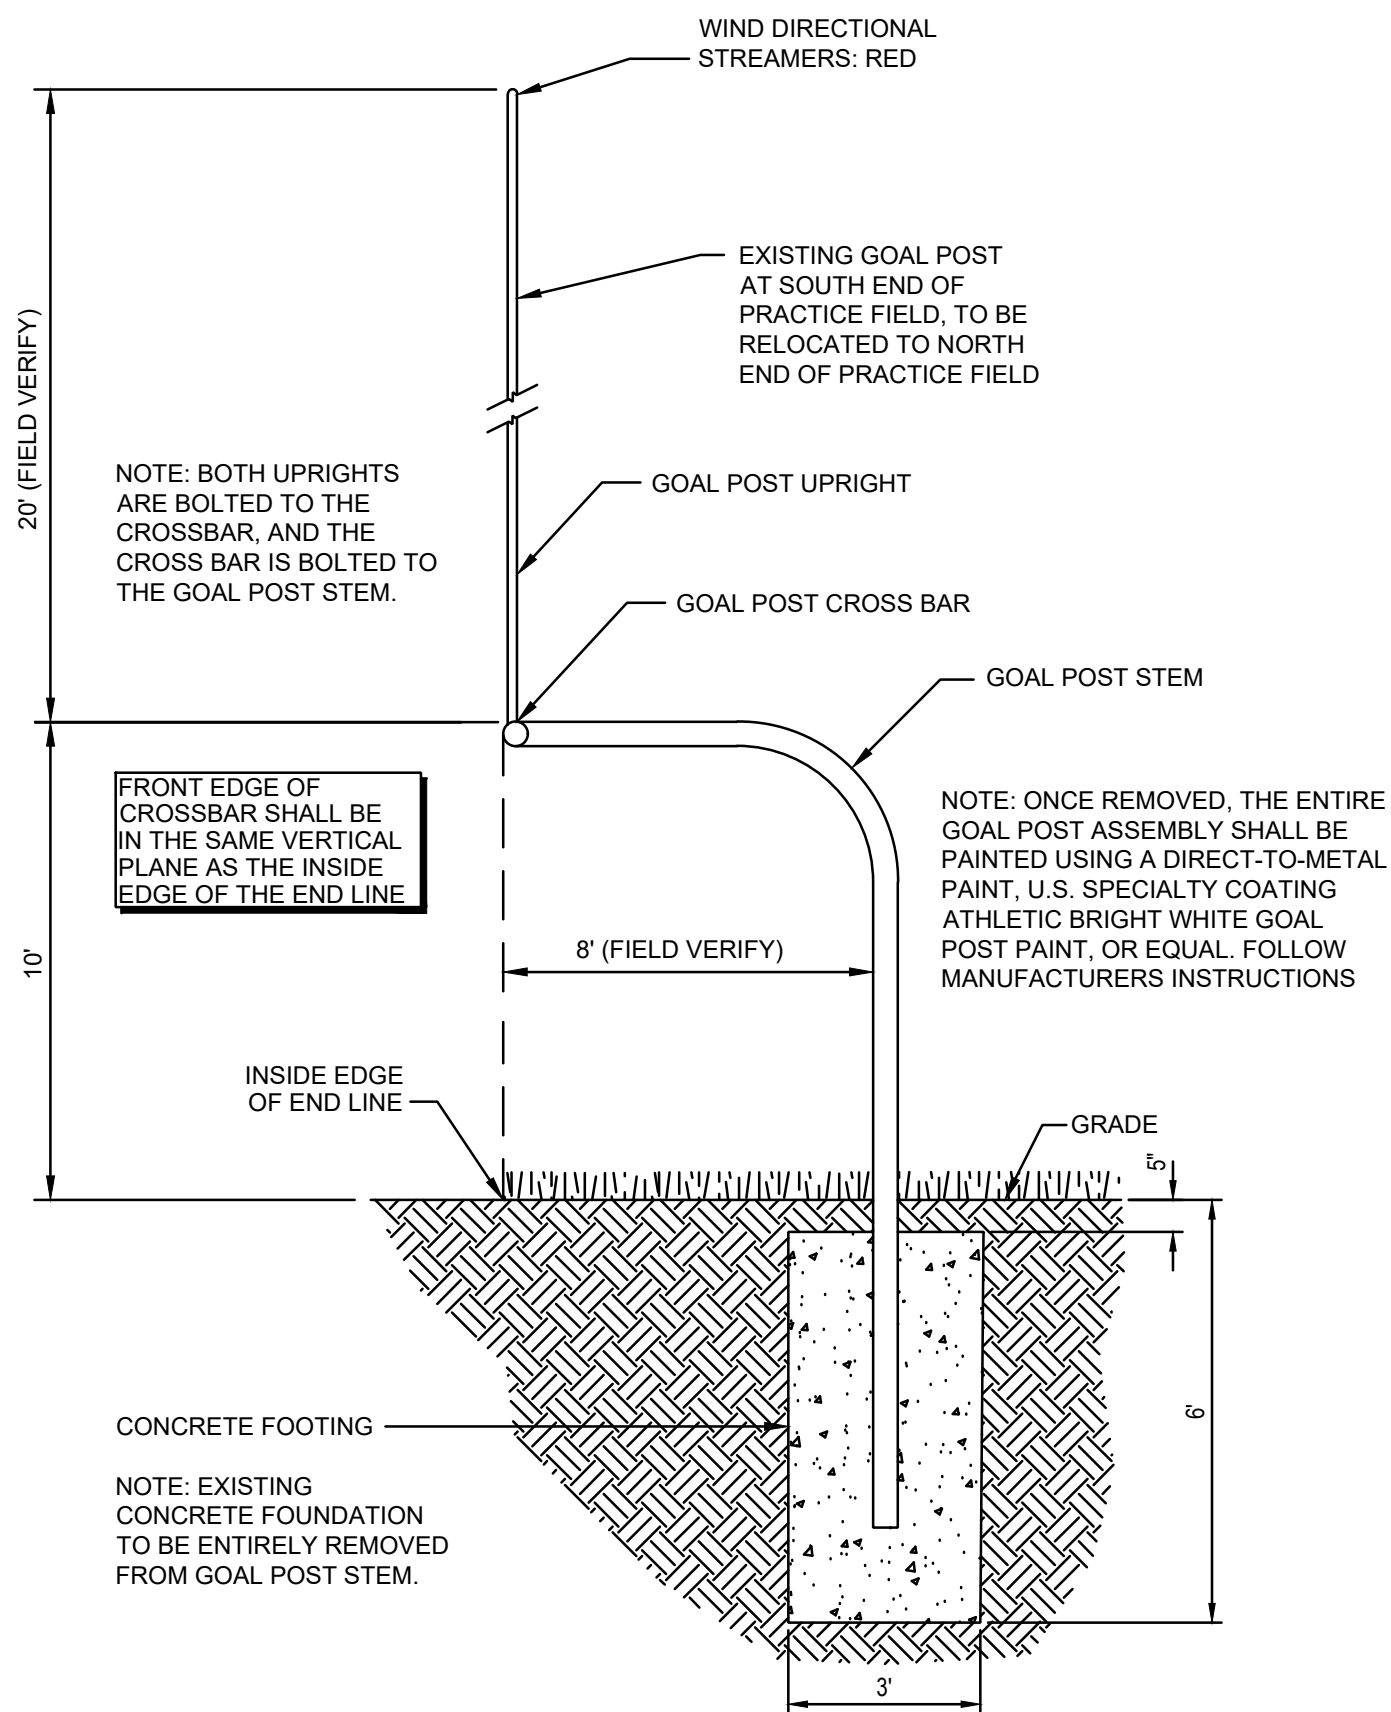 WIND DIRECTIONAL
STREAMERS: RED
EXISTING GOAL POST
AT SOUTH END OF
PRACTICE FIELD, TO BE
RELOCATED TO NORTH
END OF PRACTICE FIELD
20' (FIELD VERIFY)
NOTE: BOTH UPRIGHTS
ARE BOLTED TO THE
CROSSBAR, AND THE
CROSS BAR IS BOLTED TO
THE GOAL POST STEM.
GOAL POST UPRIGHT
GOAL POST CROSS BAR
GOAL POST STEM
FRONT EDGE OF
CROSSBAR SHALL BE
IN THE SAME VERTICAL
PLANE AS THE INSIDE
EDGE OF THE END LINE
NOTE: ONCE REMOVED, THE ENTIRE
GOAL POST ASSEMBLY SHALL BE
PAINTED USING A DIRECT-TO-METAL
PAINT, U.S. SPECIALTY COATING
ATHLETIC BRIGHT WHITE GOAL
POST PAINT, OR EQUAL. FOLLOW
MANUFACTURERS INSTRUCTIONS
10'
8' (FIELD VERIFY)
INSIDE EDGE
OF END LINE
GRADE
5"
6'
CONCRETE FOOTING
NOTE: EXISTING
CONCRETE FOUNDATION
TO BE ENTIRELY REMOVED
FROM GOAL POST STEM.
3'